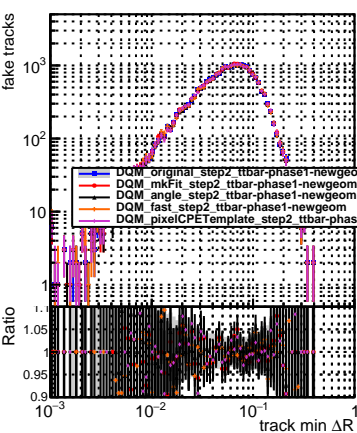 fake tracks
10³
10²
10
1
DQM_original_step2_ttbar-phase1-newgeo
DQM_mkFit_step2_ttbar-phase1-newgeom
DQM_angle_step2_ttbar-phase1-newgeom
DQM_fast_step2_ttbar-phase1-newgeom
DQM_pixelCPETemplate_step2_ttbar-phas
Ratio
1.05
1
0.95
0.9
10⁻³ 10⁻² 10⁻¹ 1
track min ΔR